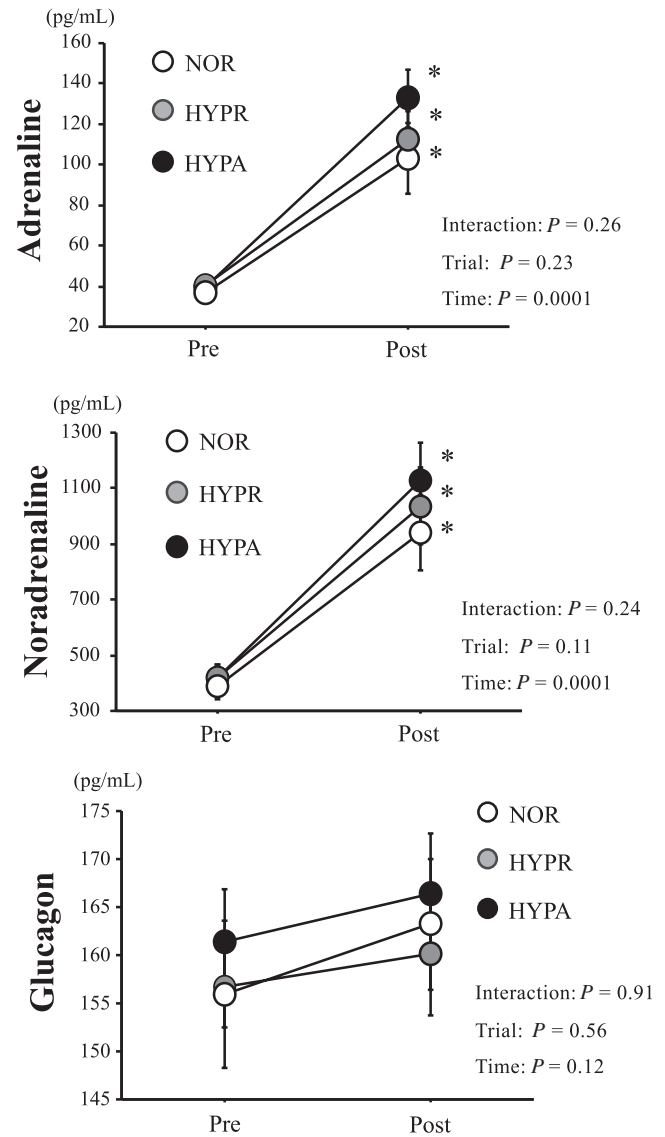 (pg/mL)
160
140
120
100
80
60
40
20
Adrenaline
NOR
HYPR
HYPA
*
*
*
Interaction: P = 0.26
Trial: P = 0.23
Time: P = 0.0001
Pre
Post
(pg/mL)
1300
1100
900
700
500
300
Noradrenaline
NOR
HYPR
HYPA
*
*
*
Interaction: P = 0.24
Trial: P = 0.11
Time: P = 0.0001
Pre
Post
(pg/mL)
175
170
165
160
155
150
145
Glucagon
NOR
HYPR
HYPA
Interaction: P = 0.91
Trial: P = 0.56
Time: P = 0.12
Pre
Post